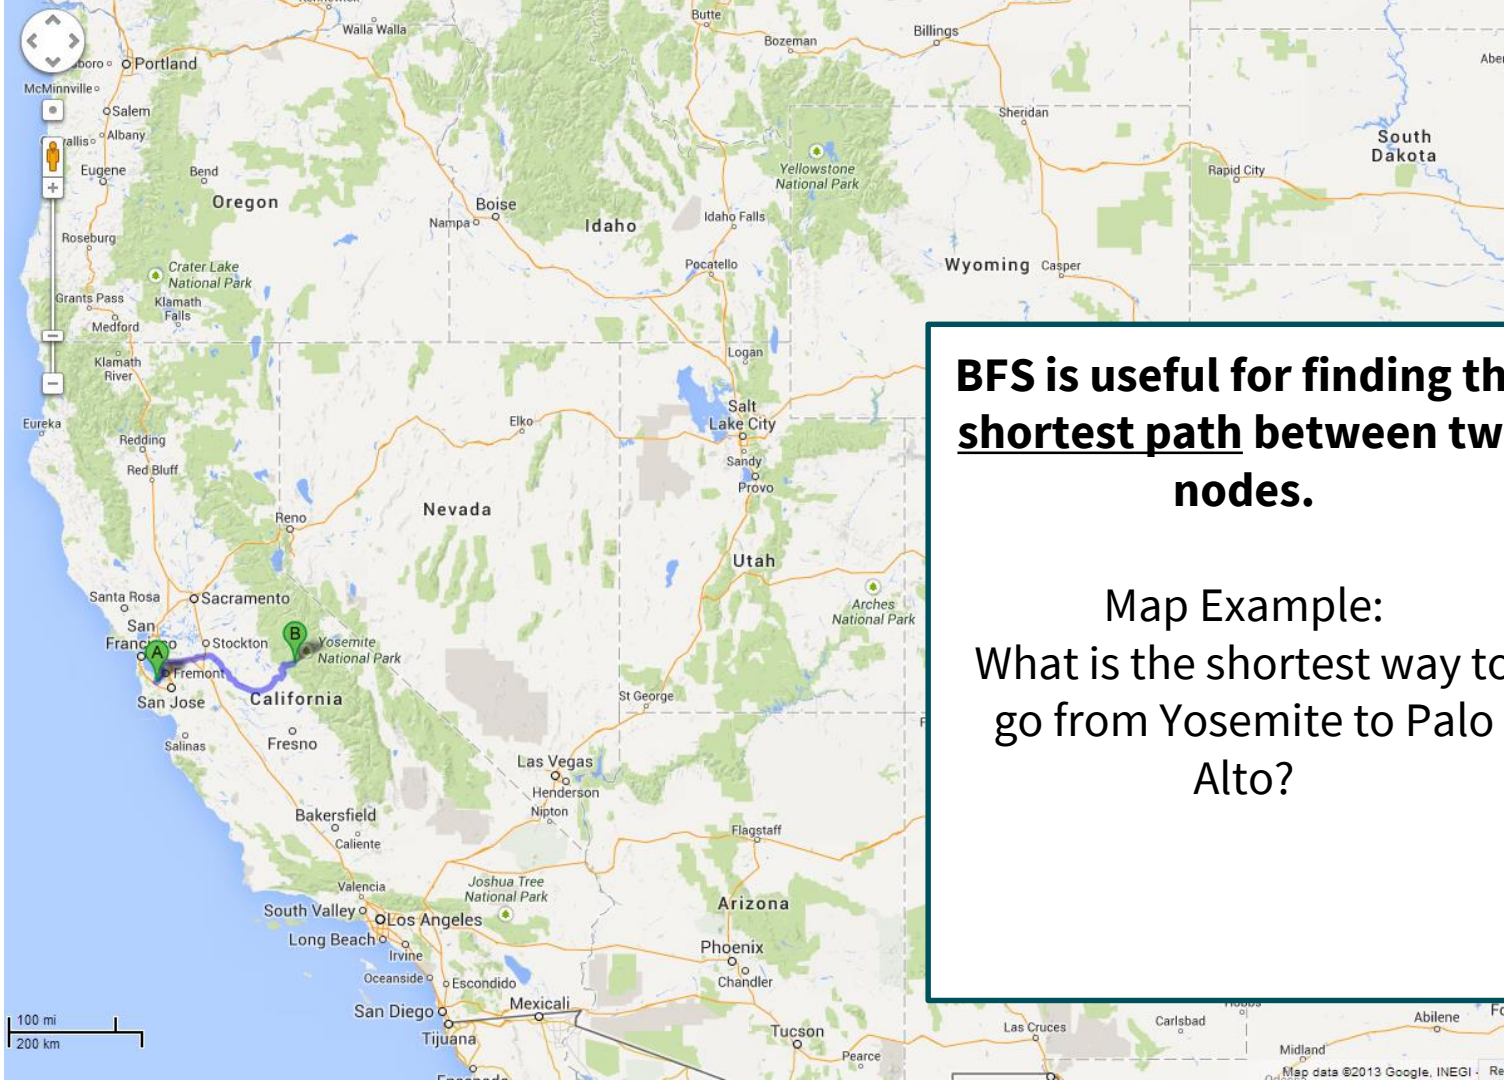 Walla Walla
Butte
Bozeman
Billings
boro
Portland
McMinnville
Salem
vallis
Albany
Eugene
Bend
Oregon
Boise
Nampa
Idaho
Idaho Falls
Yellowstone
National Park
Sheridan
Aber
South
Dakota
Rapid City
Roseburg
Crater Lake
National Park
Grants Pass
Klamath
Falls
Medford
Pocatello
Wyoming
Casper
Klamath
River
Logan
Eureka
Redding
Red Bluff
Elko
Salt
Lake City
Sandy
Provo
Reno
Nevada
Utah
Santa Rosa
Sacramento
San
Francisco
Stockton
A
B
Yosemite
National Park
Fremont
San Jose
California
Arches
National Park
St George
Salinas
Fresno
Las Vegas
Henderson
Nipton
Bakersfield
Caliente
Flagstaff
Valencia
Joshua Tree
National Park
South Valley
Los Angeles
Long Beach
Irvine
Arizona
Phoenix
Chandler
Oceanside
Escondido
San Diego
Mexicali
Tijuana
Tucson
Pearce
Las Cruces
Carlsbad
Abilene
Fo
Midland
100 mi
200 km
BFS is useful for finding th
shortest path between tw
nodes.
Map Example:
What is the shortest way to
go from Yosemite to Palo
Alto?
Map data ©2013 Google, INEGI - Re